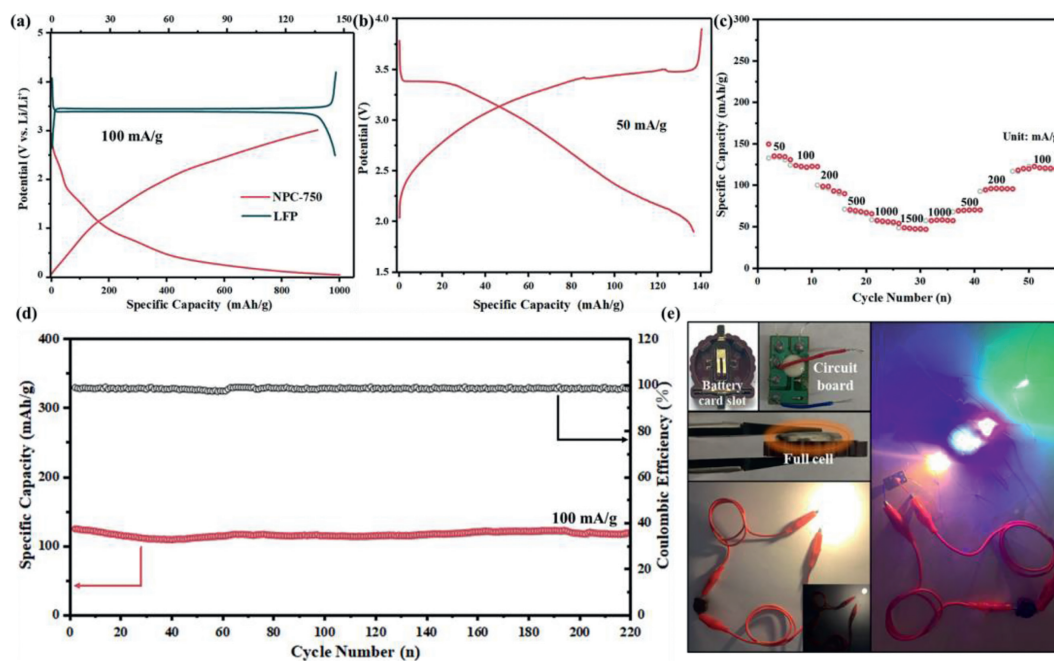 (a)
0 30 60 90 120 150
5
4
3
2
1
0
Potential (V vs. Li/Li⁺)
100 mA/g
NPC-750
LFP
0 200 400 600 800 1000
Specific Capacity (mAh/g)
(b)
4.0
3.5
3.0
2.5
2.0
1.5
Potential (V)
50 mA/g
0 20 40 60 80 100 120 140
Specific Capacity (mAh/g)
(c)
300
250
200
150
100
50
0
Specific Capacity (mAh/g)
Unit: mA/g
50
100
200
500
1000
1500
1000
500
200
100
0 10 20 30 40 50
Cycle Number (n)
(d)
400
300
200
100
0
Specific Capacity (mAh/g)
120
100
80
60
40
20
0
Coulombic Efficiency (%)
100 mA/g
0 20 40 60 80 100 120 140 160 180 200 220
Cycle Number (n)
(e)
Battery
card slot
Circuit
board
Full cell